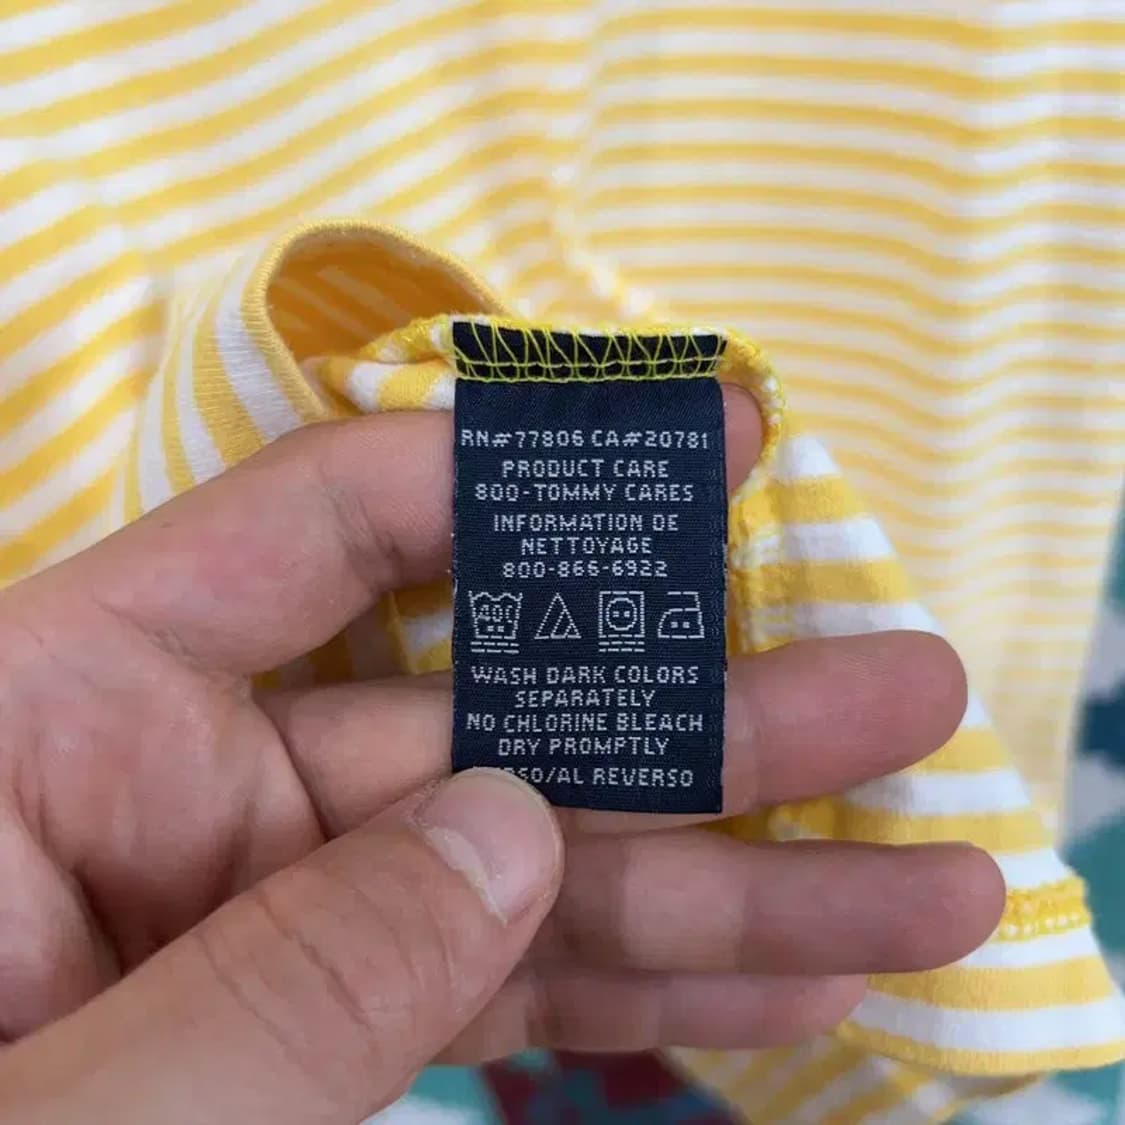 RN#77806 CA#20781
PRODUCT CARE
800-TOMMY CARES
INFORMATION DE
NETTOYAGE
800-866-6922
40C
WASH DARK COLORS
SEPARATELY
NO CHLORINE BLEACH
DRY PROMPTLY
REVERSO